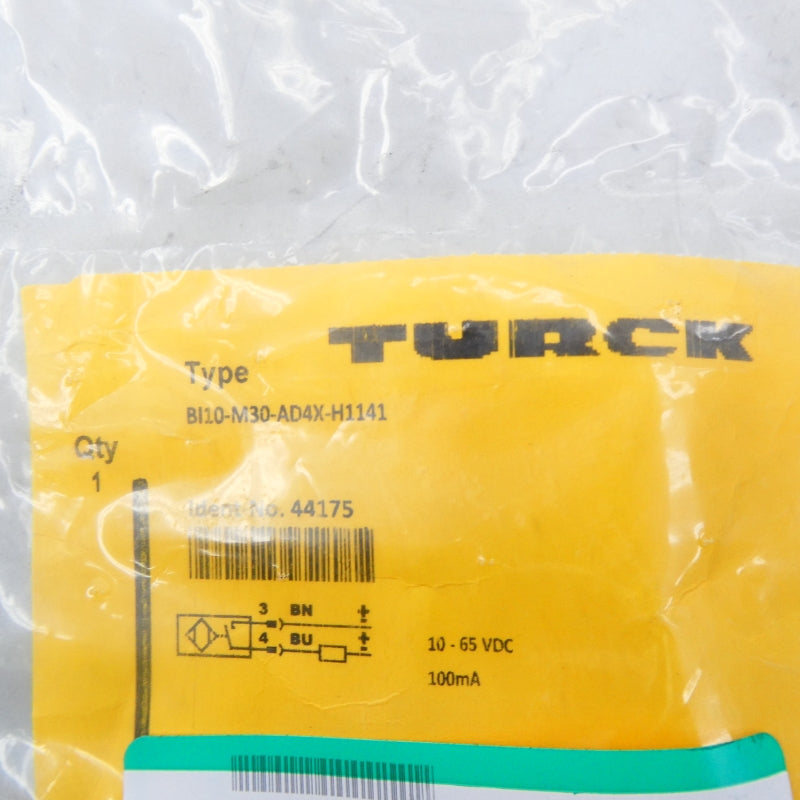 TURCK
Type
BI10-M30-AD4X-H1141
Qty
1
Ident No. 44175
3 BN ±
4 BU ±
10 - 65 VDC
100mA